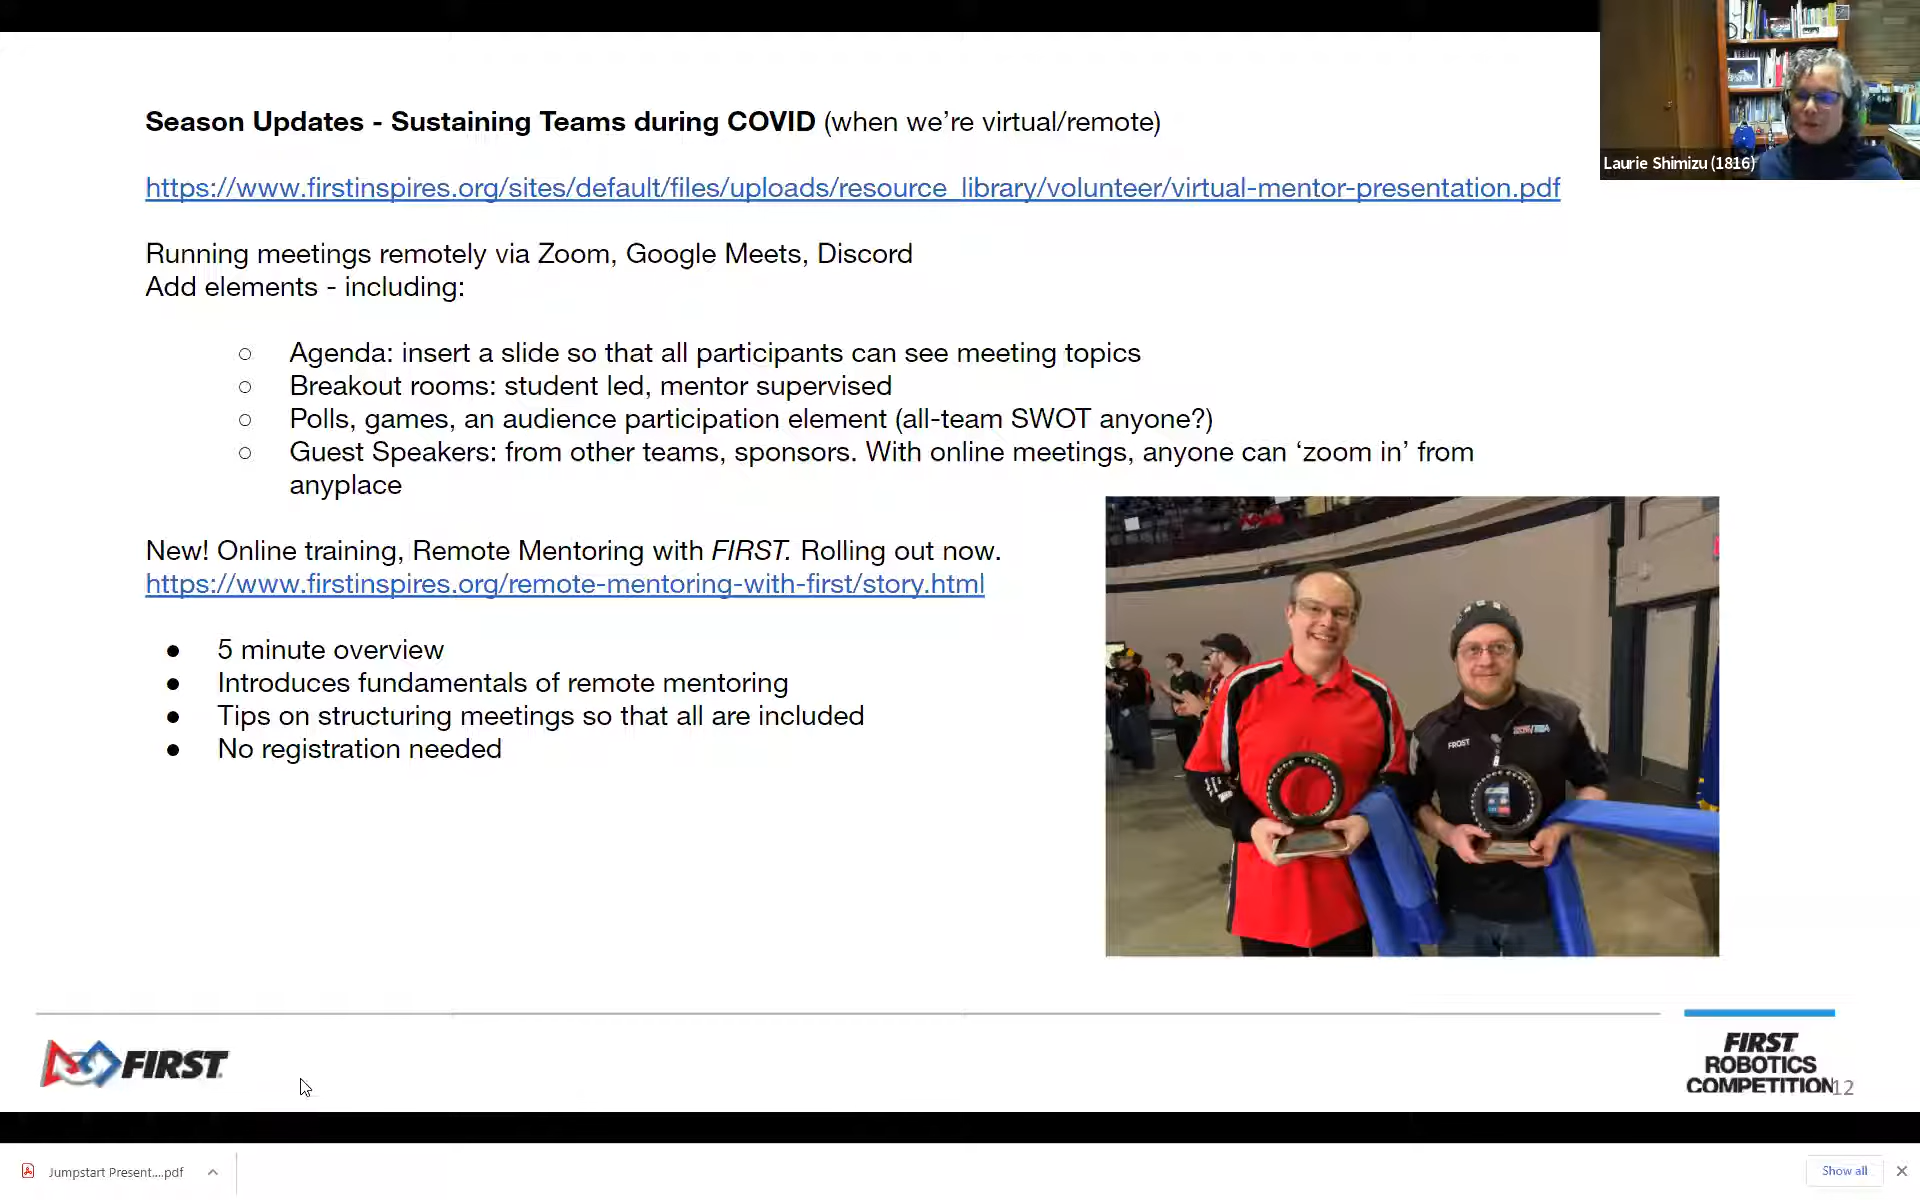 Season Updates - Sustaining Teams during COVID (when we’re virtual/remote)
Laurie Shimizu (1816)
https://www.firstinspires.org/sites/default/files/uploads/resource_library/volunteer/virtual-mentor-presentation.pdf
Running meetings remotely via Zoom, Google Meets, Discord
Add elements - including:
○ Agenda: insert a slide so that all participants can see meeting topics
○ Breakout rooms: student led, mentor supervised
○ Polls, games, an audience participation element (all-team SWOT anyone?)
○ Guest Speakers: from other teams, sponsors. With online meetings, anyone can ‘zoom in’ from
anyplace
New! Online training, Remote Mentoring with FIRST. Rolling out now.
https://www.firstinspires.org/remote-mentoring-with-first/story.html
● 5 minute overview
● Introduces fundamentals of remote mentoring
● Tips on structuring meetings so that all are included
● No registration needed
FROST
FIRST
FIRST
ROBOTICS
COMPETITION
12
Jumpstart Present....pdf
Show all